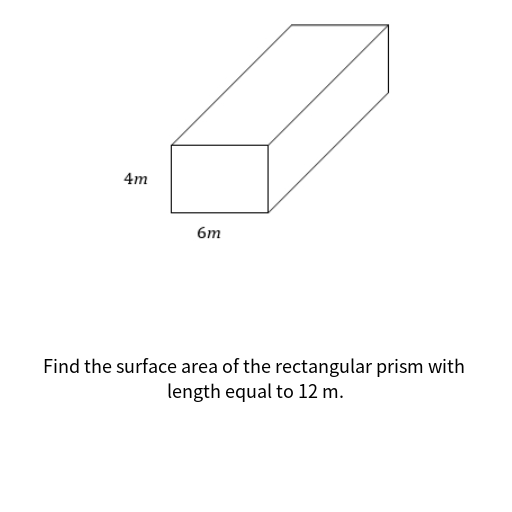 4m
6m
Find the surface area of the rectangular prism with
length equal to 12 m.